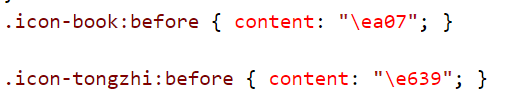 .icon-book:before { content: "\ea07"; }
.icon-tongzhi:before { content: "\e639"; }